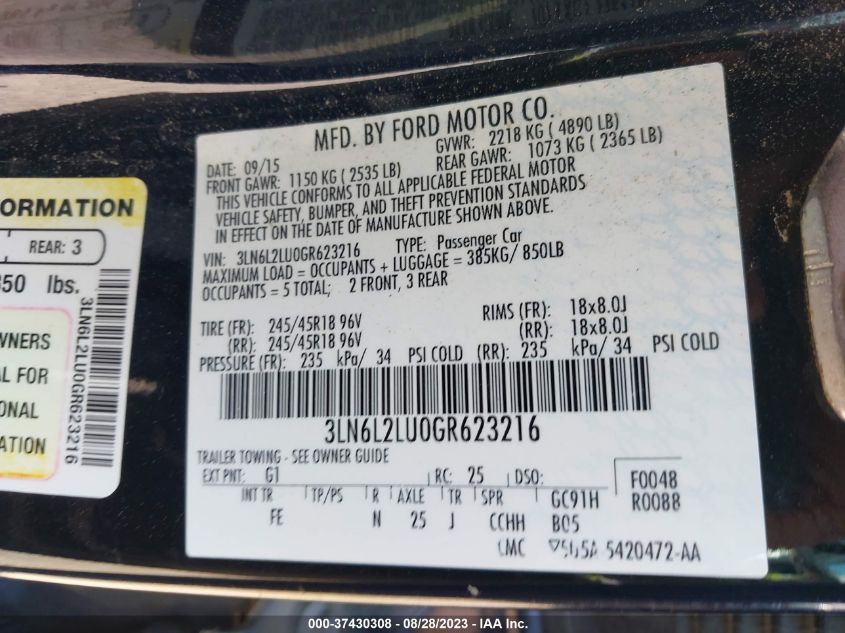 MFD. BY FORD MOTOR CO.
DATE: 09/15 GVWR: 2218 KG ( 4890 LB)
FRONT GAWR: 1150 KG ( 2535 LB) REAR GAWR: 1073 KG ( 2365 LB)
THIS VEHICLE CONFORMS TO ALL APPLICABLE FEDERAL MOTOR
VEHICLE SAFETY, BUMPER, AND THEFT PREVENTION STANDARDS
IN EFFECT ON THE DATE OF MANUFACTURE SHOWN ABOVE.
VIN: 3LN6L2LU0GR623216 TYPE: Passenger Car
MAXIMUM LOAD = OCCUPANTS + LUGGAGE = 385KG/ 850LB
OCCUPANTS = 5 TOTAL; 2 FRONT, 3 REAR
TIRE (FR): 245/45R18 96V RIMS (FR): 18x8.0J
(RR): 245/45R18 96V (RR): 18x8.0J
PRESSURE (FR): 235 kPa/ 34 PSI COLD (RR): 235 kPa/ 34 PSI COLD
3LN6L2LU0GR623216
TRAILER TOWING - SEE OWNER GUIDE
EXT PNT: G1 RC: 25 DSO: F0048
INT TR TP/PS R AXLE TR SPR GC91H R0088
FE N 25 J CCHH B05
5420472-AA
REAR: 3
lbs.
OWNERS
FOR
3LN6L2LU0GR623216
000-37430308 - 08/28/2023 - IAAI.com